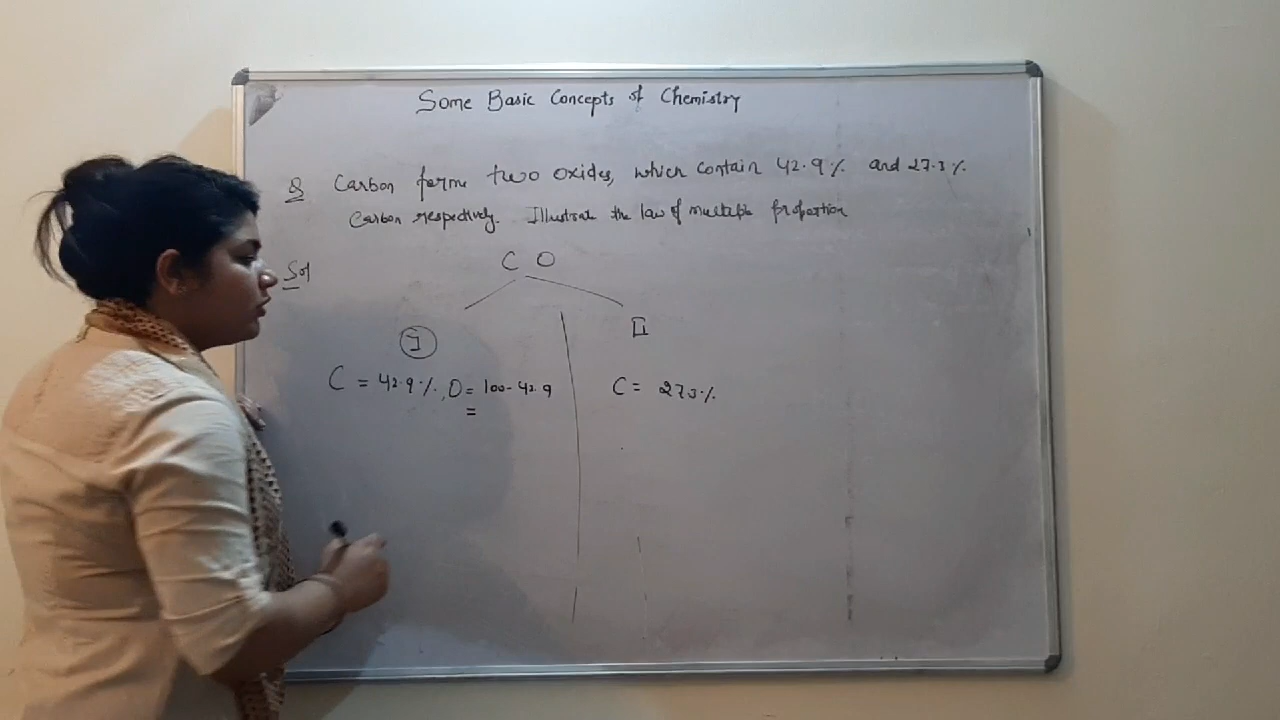 Some Basic Concepts of Chemistry
Q Carbon forms two oxides, which contain 42.9% and 27.3%
Carbon respectively. Illustrate the law of multiple proportion
Sol
C O
I II
C = 42.9%, O = 100-42.9 C = 27.3%
=